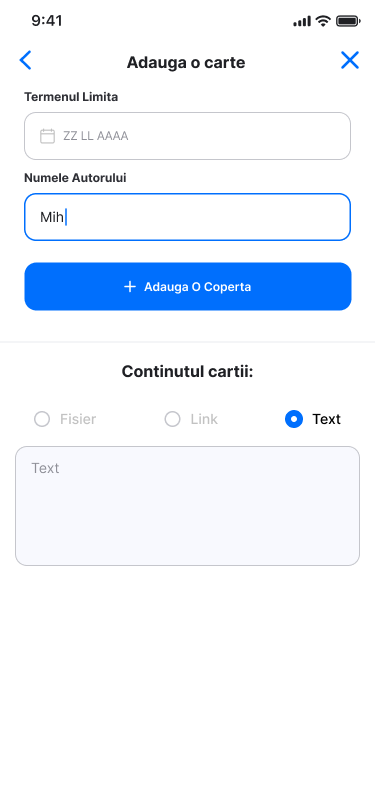 9:41
Adauga o carte
Termenul Limita
ZZ LL AAAA
Numele Autorului
Mih
+ Adauga O Coperta
Continutul cartii:
Fisier Link Text
Text